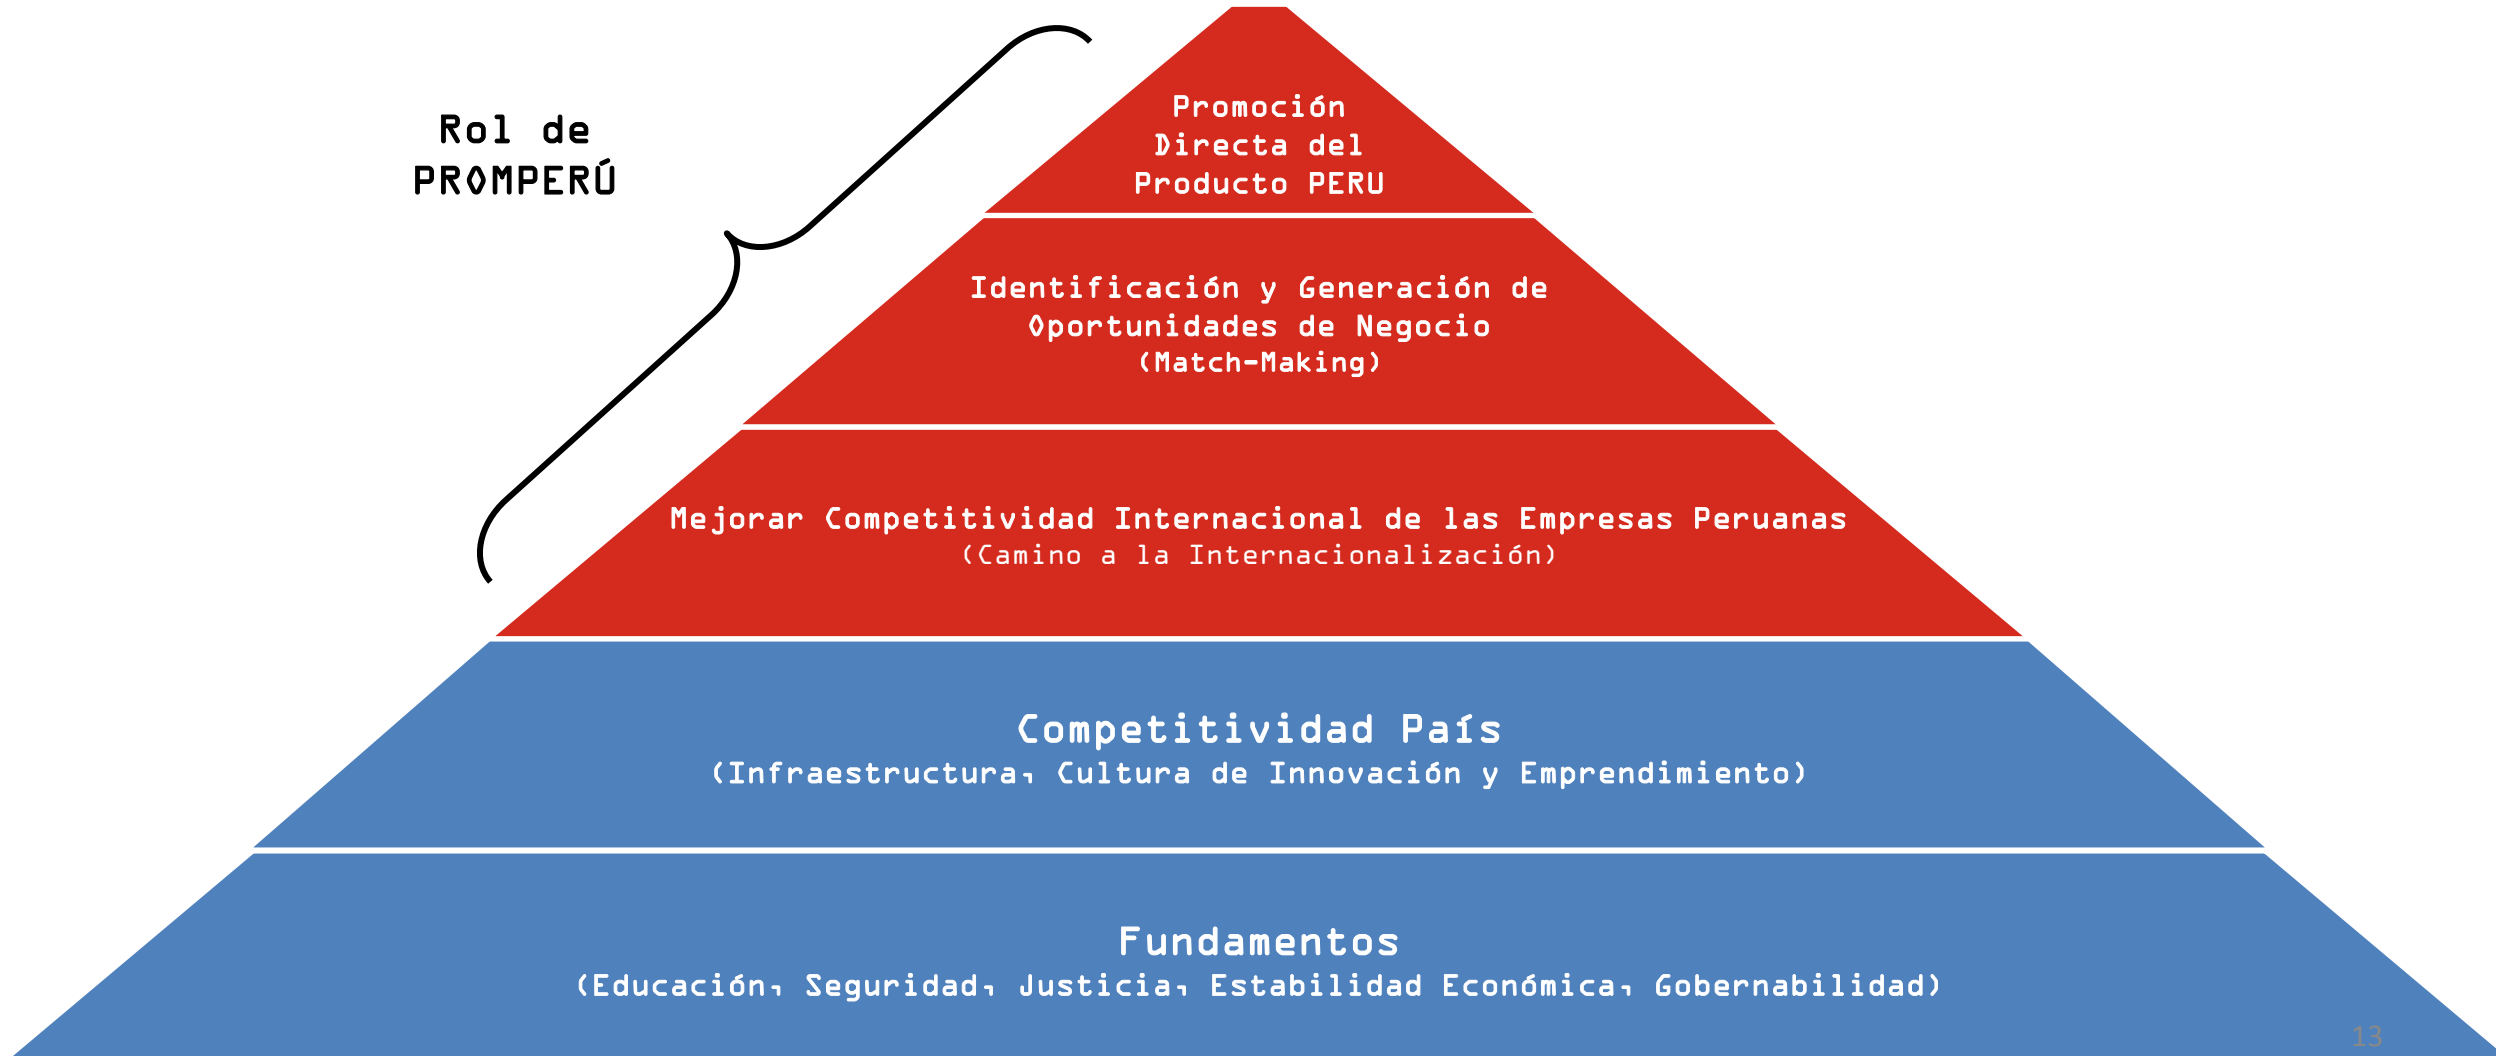 Rol de
PROMPERÚ
Promoción
Directa del
Producto PERU
Identificación y Generación de
Oportunidades de Negocio
(Match-Making)
Mejorar Competitividad Internacional de las Empresas Peruanas
(Camino a la Internacionalización)
Competitividad País
(Infraestructura, Cultura de Innovación y Emprendimiento)
Fundamentos
(Educación, Seguridad, Justicia, Estabilidad Económica, Gobernabilidad)
13